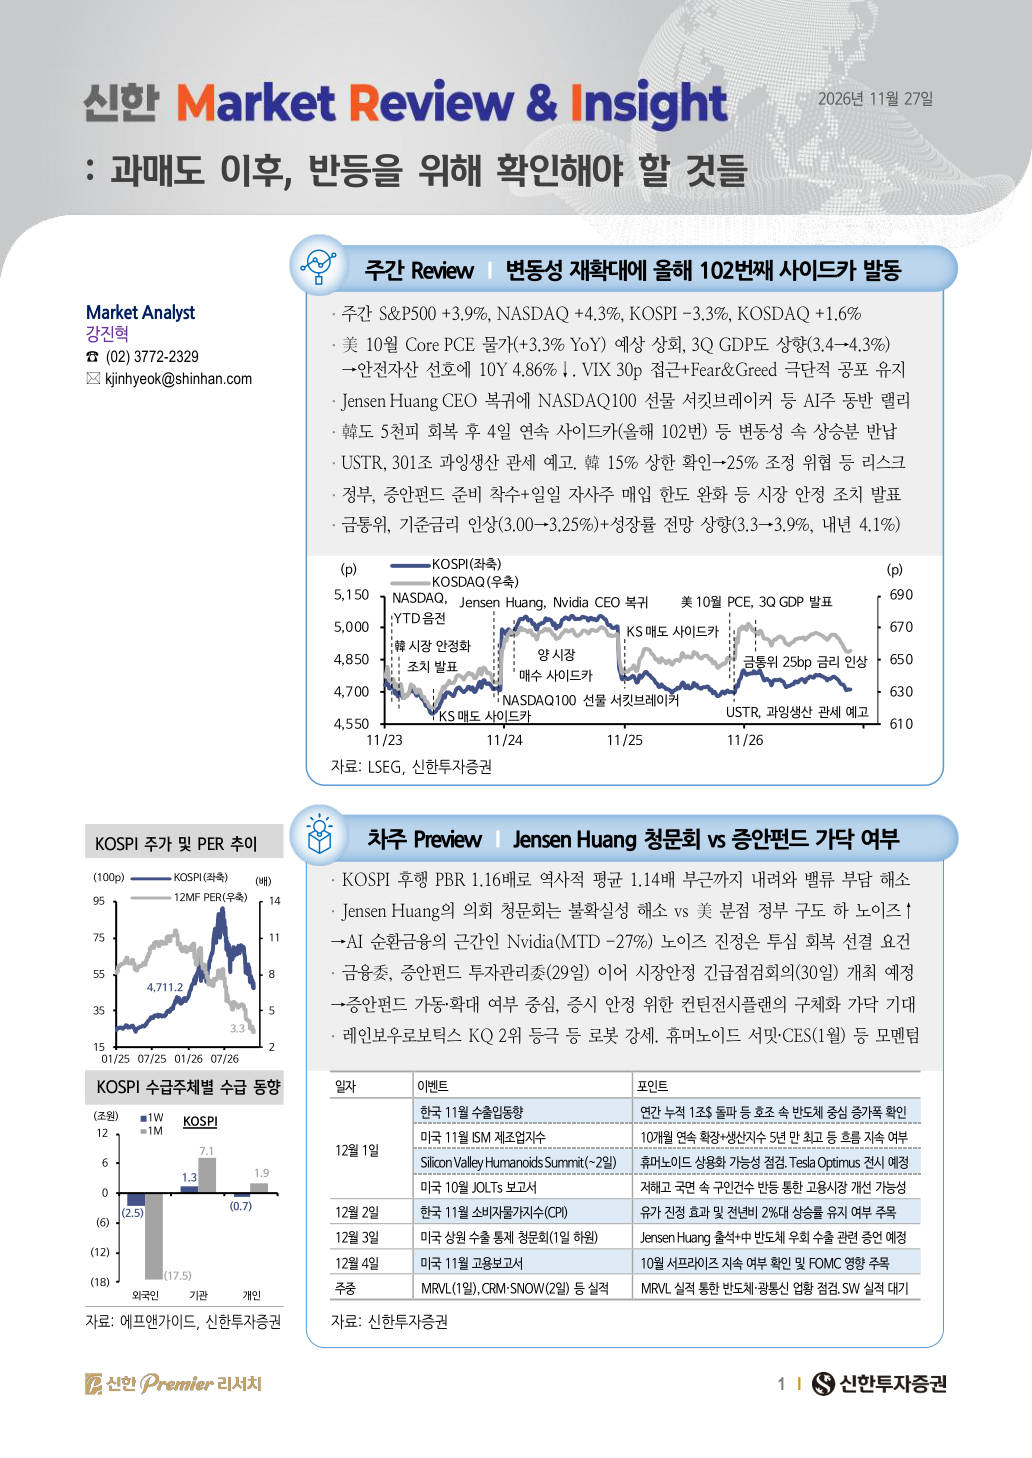 신한 Market Review & Insight
2026년 11월 27일
: 과매도 이후, 반등을 위해 확인해야 할 것들
Market Analyst
강진혁
☎ (02) 3772-2329
✉ kjinhyeok@shinhan.com
주간 Review | 변동성 재확대에 올해 102번째 사이드카 발동
· 주간 S&P500 +3.9%, NASDAQ +4.3%, KOSPI -3.3%, KOSDAQ +1.6%
· 美 10월 Core PCE 물가(+3.3% YoY) 예상 상회, 3Q GDP도 상향(3.4→4.3%)
→안전자산 선호에 10Y 4.86%↓. VIX 30p 접근+Fear&Greed 극단적 공포 유지
· Jensen Huang CEO 복귀에 NASDAQ100 선물 서킷브레이커 등 AI주 동반 랠리
· 韓도 5천피 회복 후 4일 연속 사이드카(올해 102번) 등 변동성 속 상승분 반납
· USTR, 301조 과잉생산 관세 예고. 韓 15% 상한 확인→25% 조정 위협 등 리스크
· 정부, 증안펀드 준비 착수+일일 자사주 매입 한도 완화 등 시장 안정 조치 발표
· 금통위, 기준금리 인상(3.00→3.25%)+성장률 전망 상향(3.3→3.9%, 내년 4.1%)
(p)
KOSPI(좌축)
KOSDAQ(우축)
(p)
5,150
5,000
4,850
4,700
4,550
690
670
650
630
610
NASDAQ,
YTD 음전
Jensen Huang, Nvidia CEO 복귀
美 10월 PCE, 3Q GDP 발표
韓 시장 안정화
조치 발표
양 시장
매수 사이드카
KS 매도 사이드카
금통위 25bp 금리 인상
NASDAQ100 선물 서킷브레이커
KS 매도 사이드카
USTR, 과잉생산 관세 예고
11/23
11/24
11/25
11/26
자료: LSEG, 신한투자증권
KOSPI 주가 및 PER 추이
(100p)
KOSPI(좌축)
12MF PER(우축)
(배)
95
75
55
35
15
14
11
8
5
2
4,711.2
3.3
01/25 07/25 01/26 07/26
KOSPI 수급주체별 수급 동향
(조원)
1W
1M
KOSPI
12
6
0
(6)
(12)
(18)
(2.5)
(17.5)
1.3
7.1
(0.7)
1.9
외국인
기관
개인
자료: 에프앤가이드, 신한투자증권
차주 Preview | Jensen Huang 청문회 vs 증안펀드 가닥 여부
· KOSPI 후행 PBR 1.16배로 역사적 평균 1.14배 부근까지 내려와 밸류 부담 해소
· Jensen Huang의 의회 청문회는 불확실성 해소 vs 美 분점 정부 구도 하 노이즈↑
→AI 순환금융의 근간인 Nvidia(MTD -27%) 노이즈 진정은 투심 회복 선결 요건
· 금융委, 증안펀드 투자관리委(29일) 이어 시장안정 긴급점검회의(30일) 개최 예정
→증안펀드 가동·확대 여부 중심, 증시 안정 위한 컨틴전시플랜의 구체화 가닥 기대
· 레인보우로보틱스 KQ 2위 등극 등 로봇 강세. 휴머노이드 서밋·CES(1월) 등 모멘텀
일자 이벤트 포인트
12월 1일
한국 11월 수출입동향 연간 누적 1조$ 돌파 등 호조 속 반도체 중심 증가폭 확인
미국 11월 ISM 제조업지수 10개월 연속 확장+생산지수 5년 만 최고 등 흐름 지속 여부
Silicon Valley Humanoids Summit(~2일) 휴머노이드 상용화 가능성 점검. Tesla Optimus 전시 예정
미국 10월 JOLTs 보고서 저해고 국면 속 구인건수 반등 통한 고용시장 개선 가능성
12월 2일 한국 11월 소비자물가지수(CPI) 유가 진정 효과 및 전년비 2%대 상승률 유지 여부 주목
12월 3일 미국 상원 수출 통제 청문회(1일 하원) Jensen Huang 출석+中 반도체 우회 수출 관련 증언 예정
12월 4일 미국 11월 고용보고서 10월 서프라이즈 지속 여부 확인 및 FOMC 영향 주목
주중 MRVL(1일), CRM·SNOW(2일) 등 실적 MRVL 실적 통한 반도체·광통신 업황 점검. SW 실적 대기
자료: 신한투자증권
신한 Premier 리서치
1 | 신한투자증권